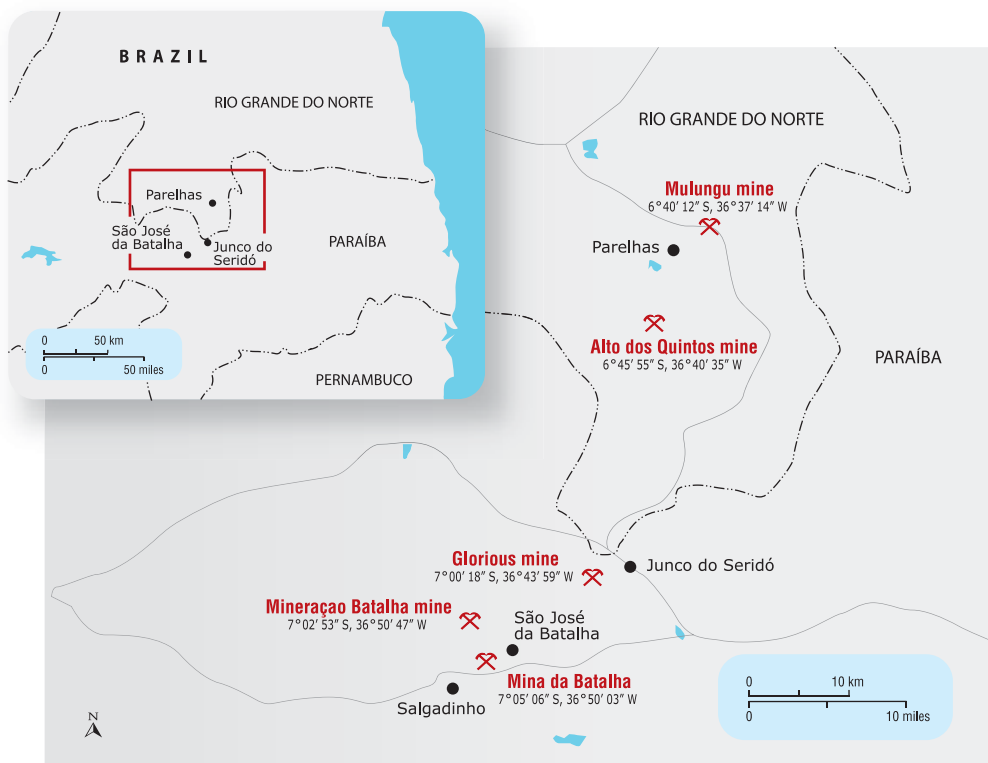 BRAZIL
RIO GRANDE DO NORTE
Parelhas
São José
da Batalha
Junco do
Seridó
PARAÍBA
0 50 km
0 50 miles
PERNAMBUCO
RIO GRANDE DO NORTE
Mulungu mine
6°40’ 12” S, 36°37’ 14” W
Parelhas
Alto dos Quintos mine
6°45’ 55” S, 36°40’ 35” W
PARAÍBA
Glorious mine
7°00’ 18” S, 36°43’ 59” W
Junco do Seridó
Mineraçao Batalha mine
7°02’ 53” S, 36°50’ 47” W
São José
da Batalha
Mina da Batalha
7°05’ 06” S, 36°50’ 03” W
Salgadinho
N
0 10 km
0 10 miles